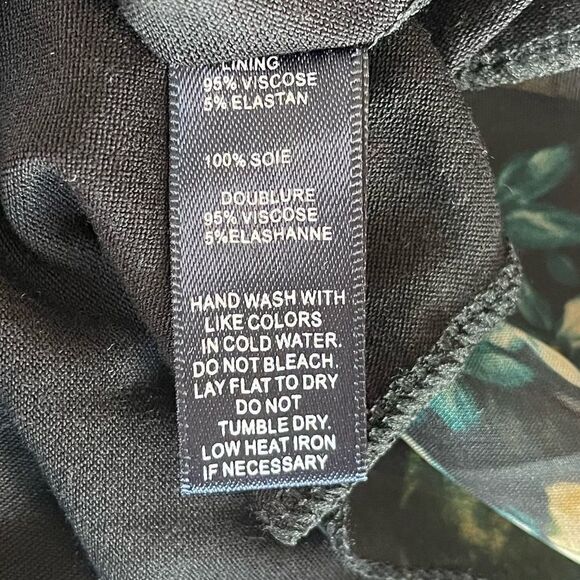 LINING
95% VISCOSE
5% ELASTAN
100% SOIE
DOUBLURE
95% VISCOSE
5%ELASHANNE
HAND WASH WITH
LIKE COLORS
IN COLD WATER.
DO NOT BLEACH.
LAY FLAT TO DRY
DO NOT
TUMBLE DRY.
LOW HEAT IRON
IF NECESSARY